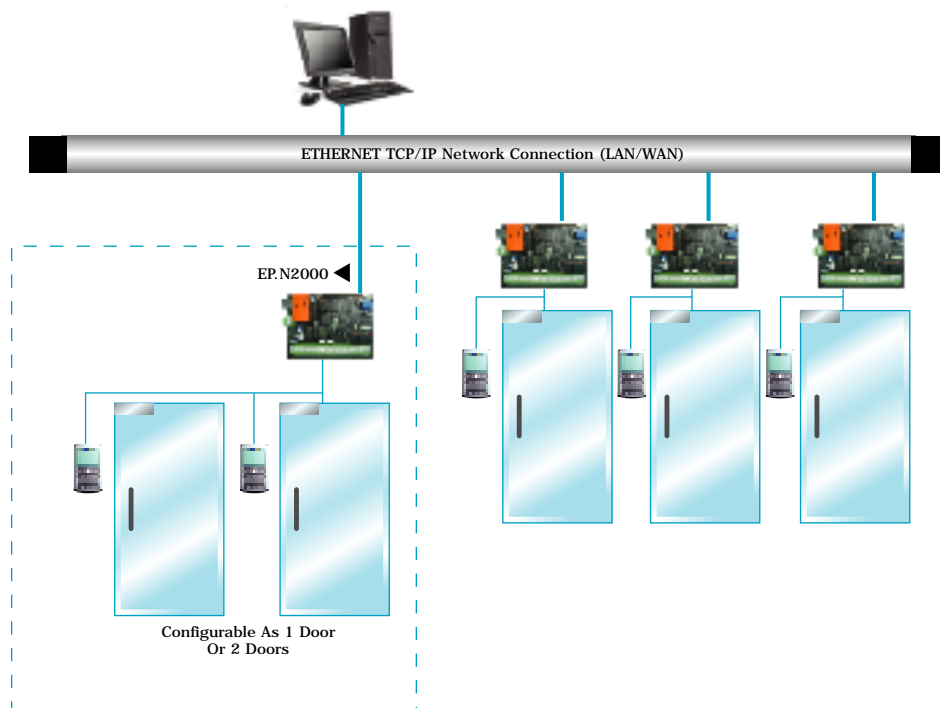 ETHERNET TCP/IP Network Connection (LAN/WAN)
EP.N2000
Configurable As 1 Door
Or 2 Doors